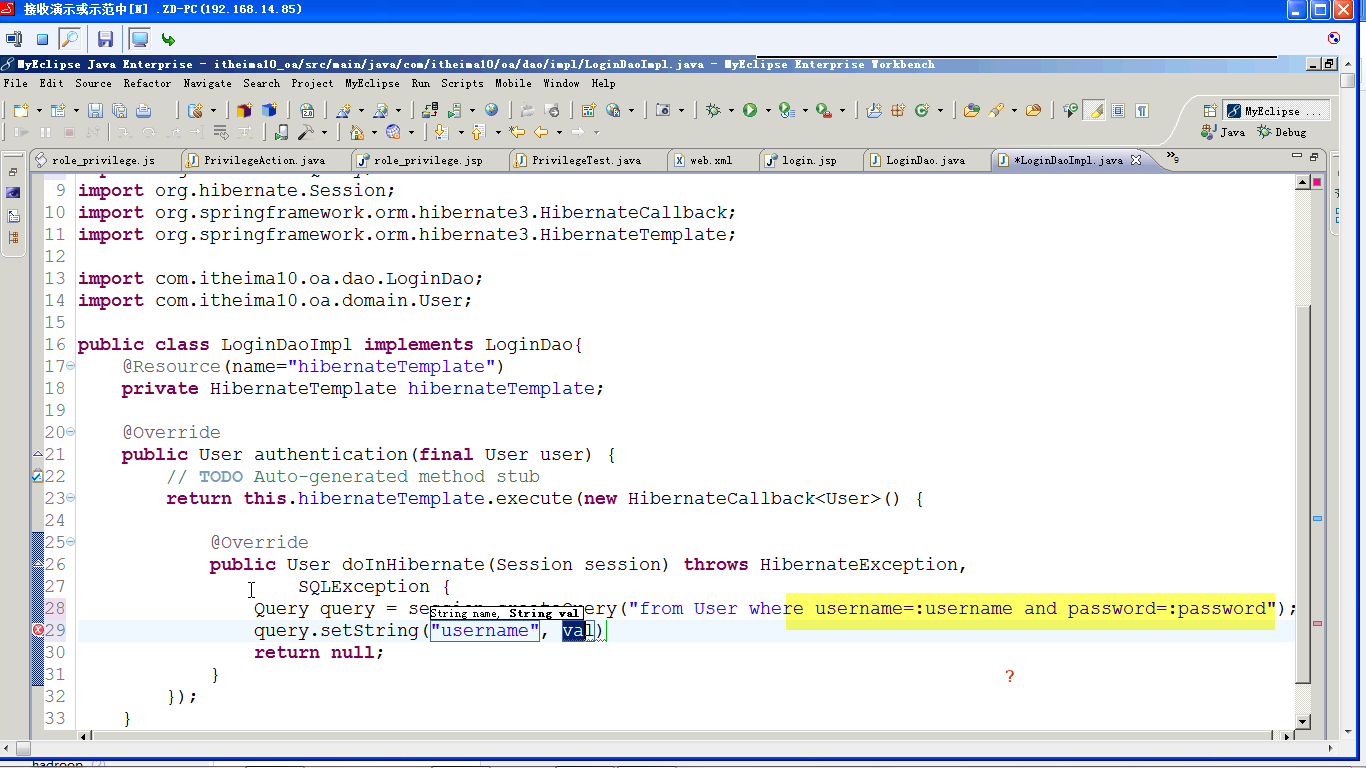 接收演示或示范中[N] .ZD-PC(192.168.14.85)
MyEclipse Java Enterprise - itheima10_oa/src/main/java/com/itheima10/oa/dao/impl/LoginDaoImpl.java - MyEclipse Enterprise Workbench
File Edit Source Refactor Navigate Search Project MyEclipse Run Scripts Mobile Window Help
MyEclipse ...
Java Debug
role_privilege.js PrivilegeAction.java role_privilege.jsp PrivilegeTest.java web.xml login.jsp LoginDao.java *LoginDaoImpl.java »9
9 import org.hibernate.Session;
10 import org.springframework.orm.hibernate3.HibernateCallback;
11 import org.springframework.orm.hibernate3.HibernateTemplate;
12
13 import com.itheima10.oa.dao.LoginDao;
14 import com.itheima10.oa.domain.User;
15
16 public class LoginDaoImpl implements LoginDao{
17 @Resource(name="hibernateTemplate")
18 private HibernateTemplate hibernateTemplate;
19
20 @Override
21 public User authentication(final User user) {
22 // TODO Auto-generated method stub
23 return this.hibernateTemplate.execute(new HibernateCallback<User>() {
24
25 @Override
26 public User doInHibernate(Session session) throws HibernateException,
27 SQLException {
28 Query query = session.createQuery("from User where username=:username and password=:password");
String name, String val
29 query.setString("username", val)
30 return null;
31 }
?
32 });
33 }